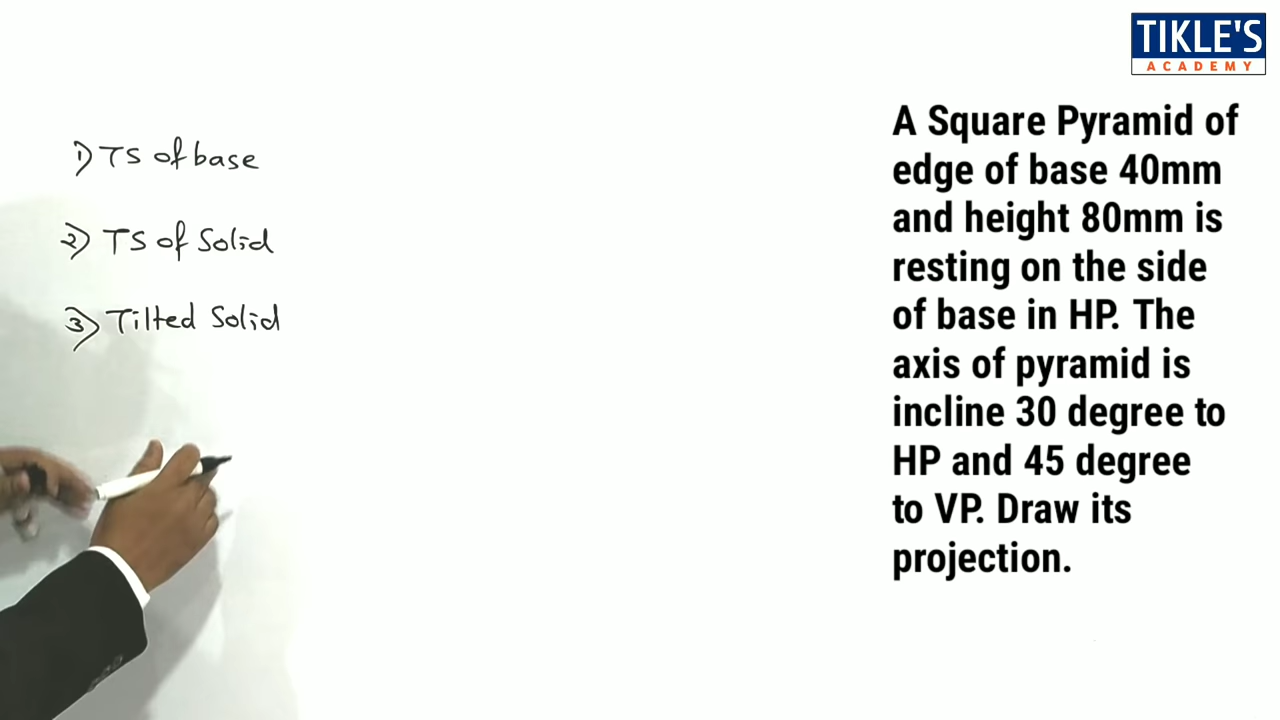 TIKLE'S
ACADEMY
1) TS of base
2) TS of Solid
3) Tilted Solid
A Square Pyramid of
edge of base 40mm
and height 80mm is
resting on the side
of base in HP. The
axis of pyramid is
incline 30 degree to
HP and 45 degree
to VP. Draw its
projection.